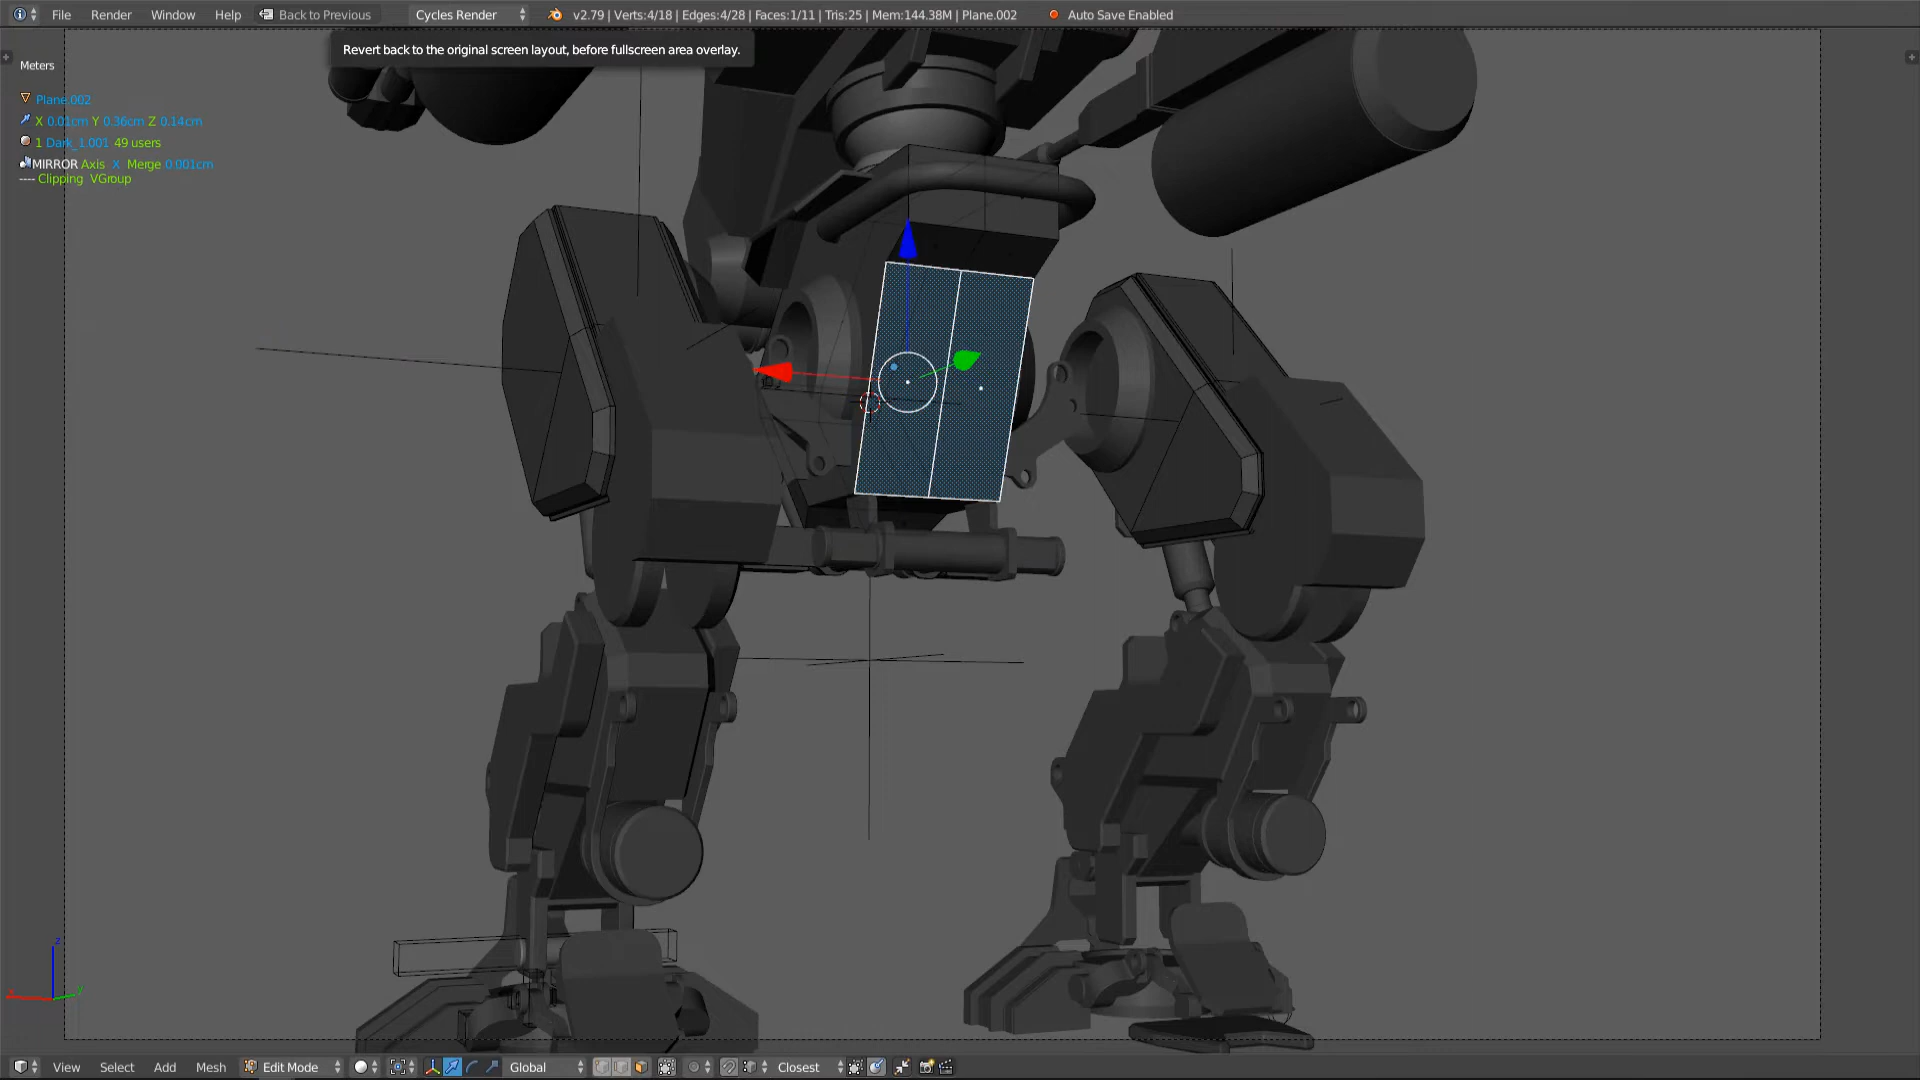 File Render Window Help Back to Previous Cycles Render v2.79 | Verts:4/18 | Edges:4/28 | Faces:1/11 | Tris:25 | Mem:144.38M | Plane.002 Auto Save Enabled
Revert back to the original screen layout, before fullscreen area overlay.
Meters
Plane.002
X 0.01cm Y 0.36cm Z 0.14cm
1 Dark_1.001 49 users
MIRROR Axis X Merge 0.001cm
Clipping VGroup
z
x y
View Select Add Mesh Edit Mode Global Closest